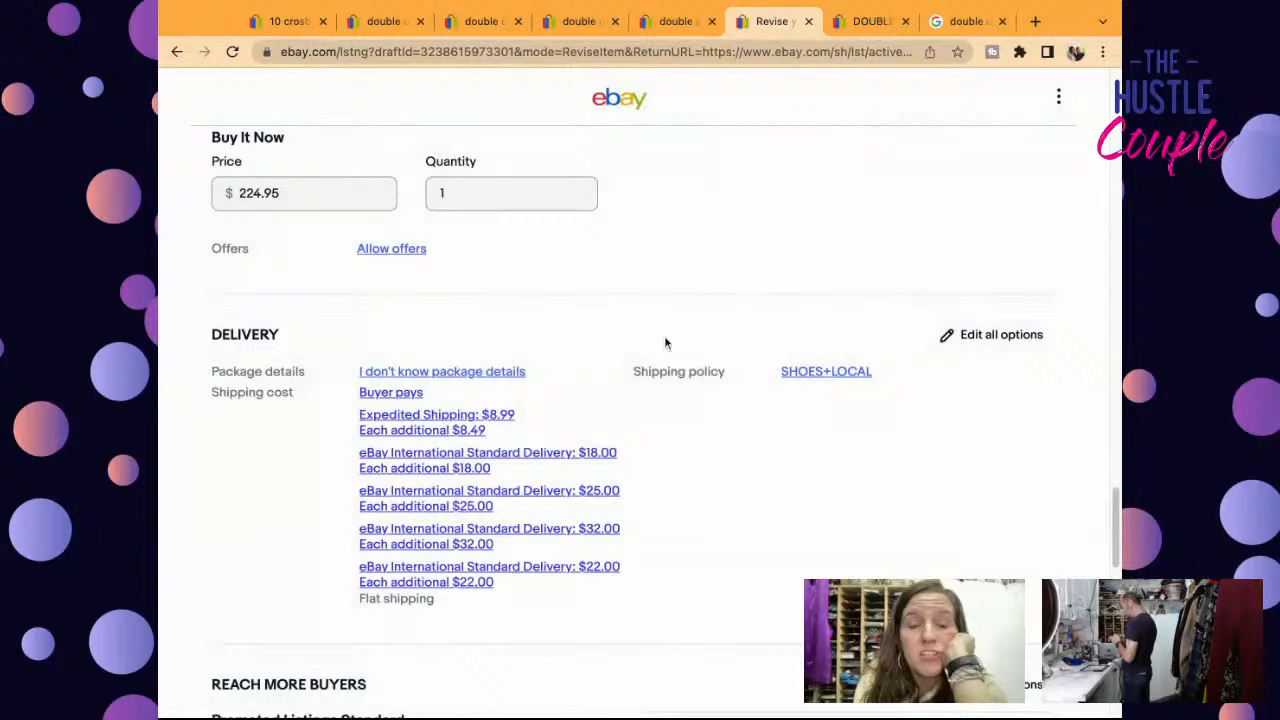 10 crosb
double
double
double
double
Revise y
DOUBLE
double
ebay.com/lstng?draftId=3238615973301&mode=ReviseItem&ReturnURL=https://www.ebay.com/sh/lst/active...
-THE-
HUSTLE
Couple
ebay
Buy It Now
Price Quantity
$ 224.95 1
Offers Allow offers
DELIVERY Edit all options
Package details I don't know package details Shipping policy SHOES+LOCAL
Shipping cost Buyer pays
Expedited Shipping: $8.99
Each additional $8.49
eBay International Standard Delivery: $18.00
Each additional $18.00
eBay International Standard Delivery: $25.00
Each additional $25.00
eBay International Standard Delivery: $32.00
Each additional $32.00
eBay International Standard Delivery: $22.00
Each additional $22.00
Flat shipping
REACH MORE BUYERS ons
Promoted Listings Standard